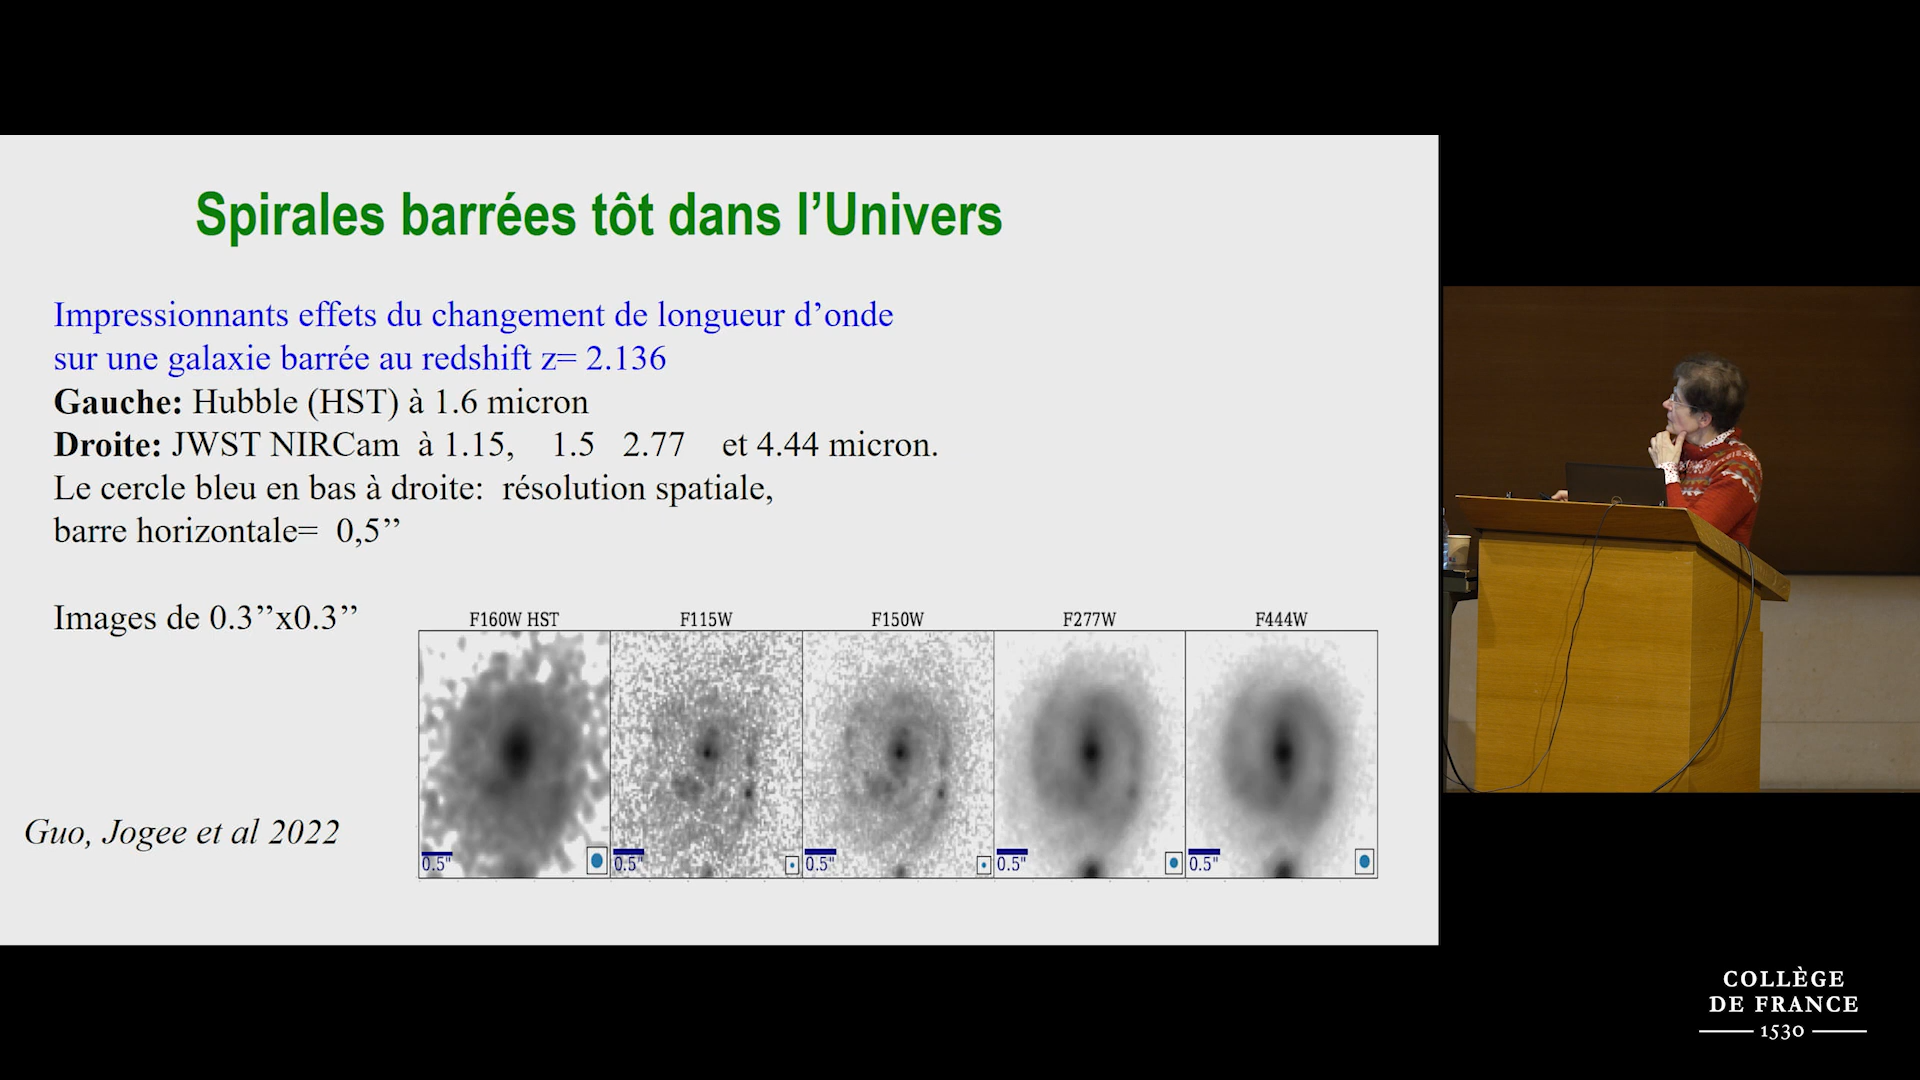 Spirales barrées tôt dans l’Univers
Impressionnants effets du changement de longueur d’onde
sur une galaxie barrée au redshift z= 2.136
Gauche: Hubble (HST) à 1.6 micron
Droite: JWST NIRCam à 1.15, 1.5 2.77 et 4.44 micron.
Le cercle bleu en bas à droite: résolution spatiale,
barre horizontale= 0,5’’
Images de 0.3’’x0.3’’
F160W HST F115W F150W F277W F444W
0.5" 0.5" 0.5" 0.5" 0.5"
Guo, Jogee et al 2022
COLLÈGE
DE FRANCE
1530